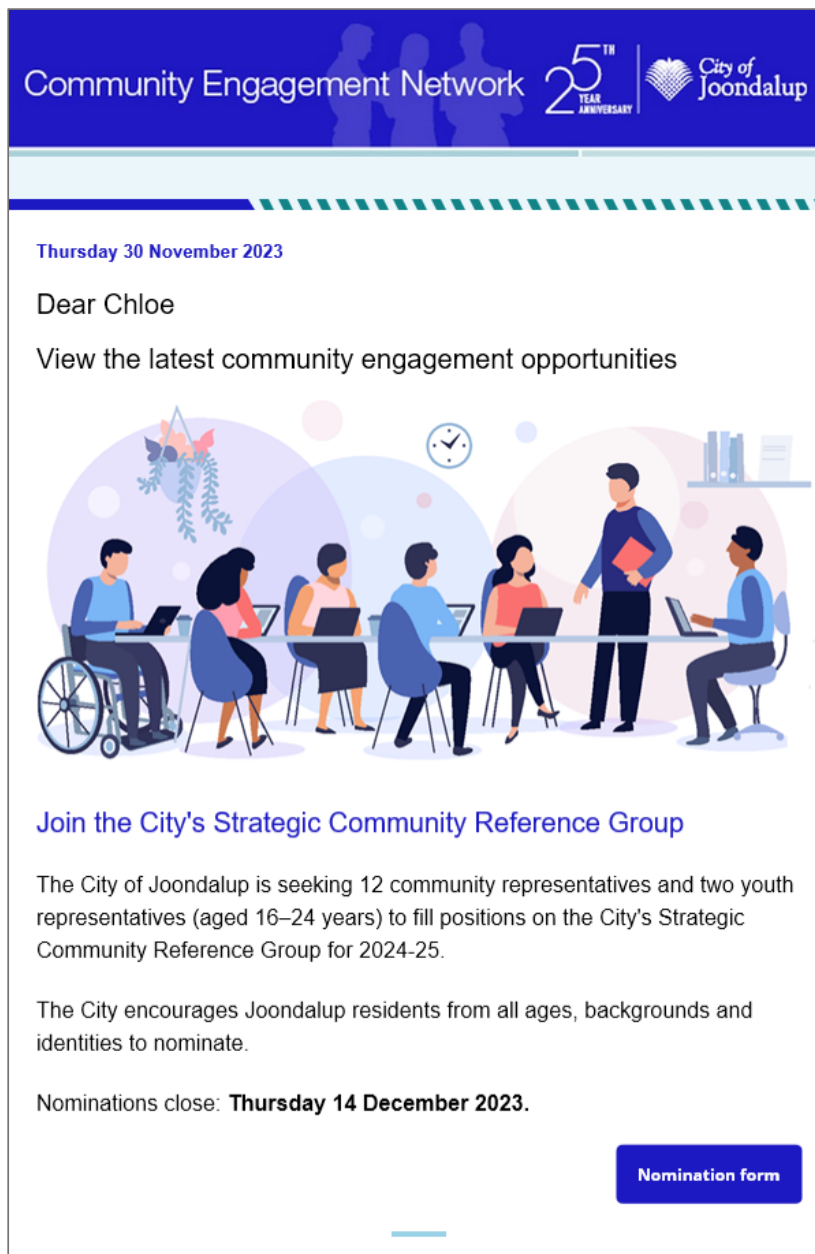 Community Engagement Network
25TH
YEAR
ANNIVERSARY
City of
Joondalup
Thursday 30 November 2023
Dear Chloe
View the latest community engagement opportunities
Join the City's Strategic Community Reference Group
The City of Joondalup is seeking 12 community representatives and two youth
representatives (aged 16–24 years) to fill positions on the City's Strategic
Community Reference Group for 2024-25.
The City encourages Joondalup residents from all ages, backgrounds and
identities to nominate.
Nominations close: Thursday 14 December 2023.
Nomination form